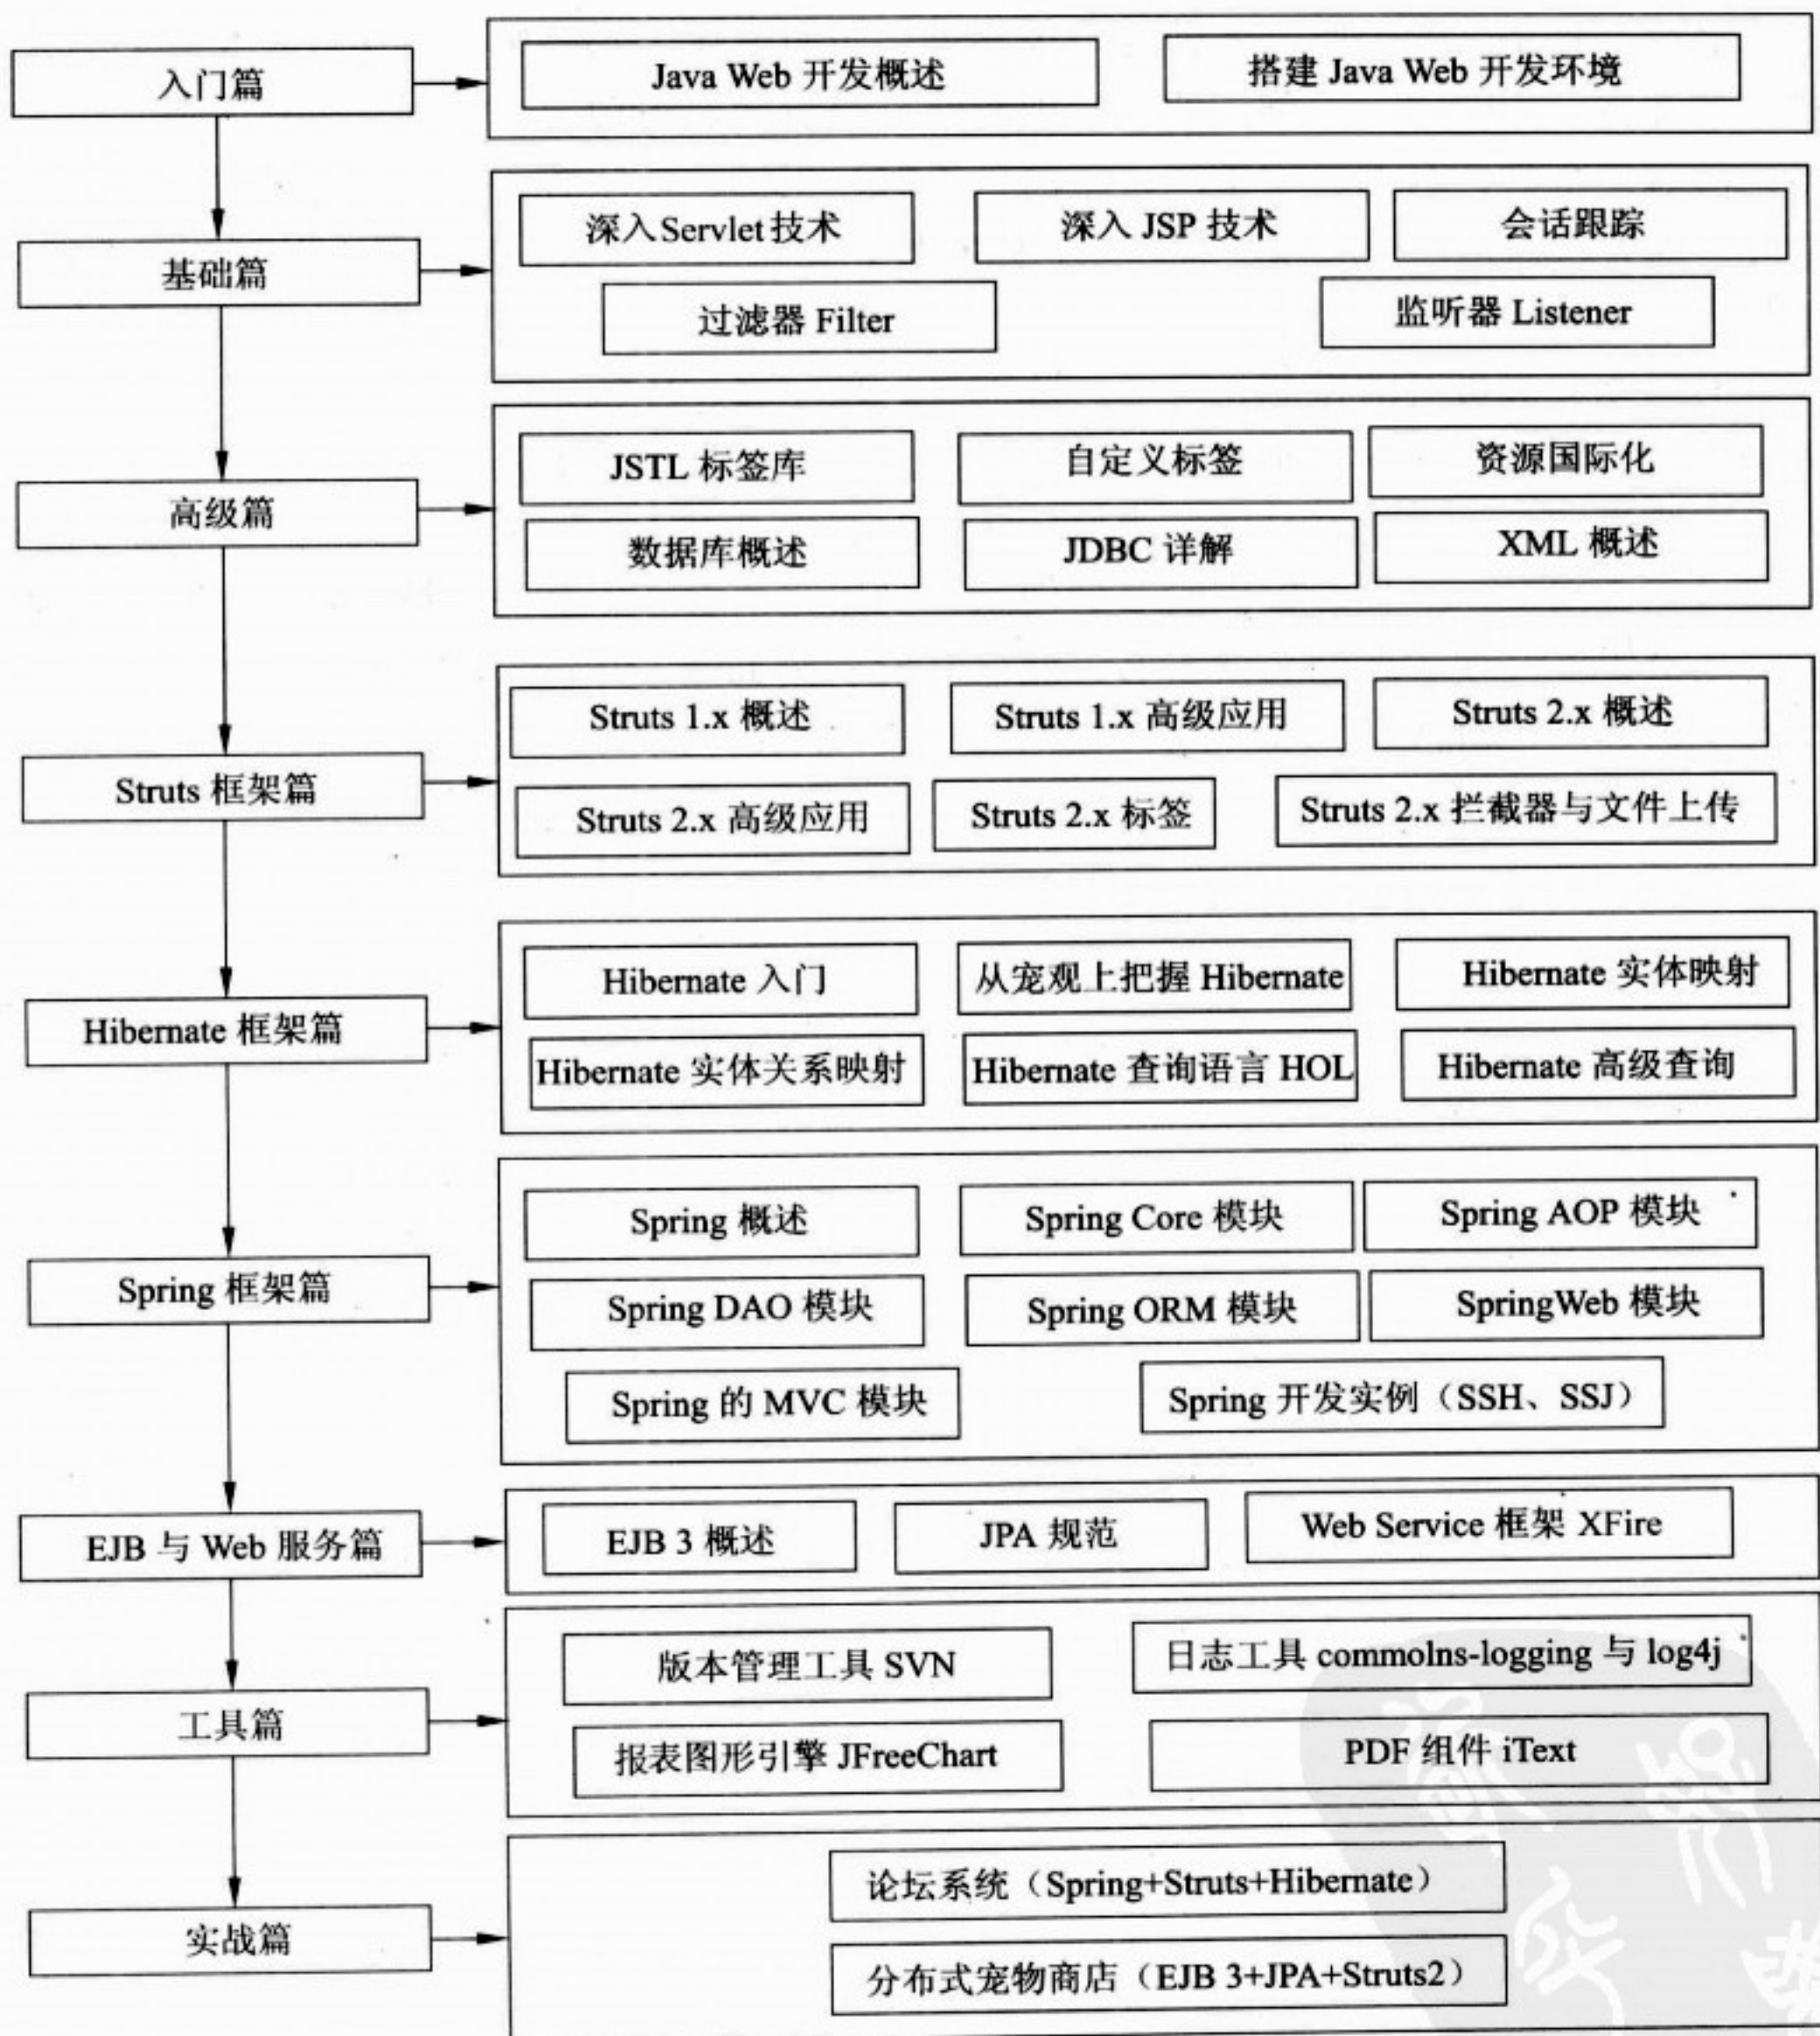 入门篇
Java Web 开发概述
搭建 Java Web 开发环境
基础篇
深入Servlet技术
深入 JSP 技术
会话跟踪
过滤器 Filter
监听器 Listener
高级篇
JSTL 标签库
自定义标签
资源国际化
数据库概述
JDBC 详解
XML 概述
Struts 框架篇
Struts 1.x 概述
Struts 1.x 高级应用
Struts 2.x 概述
Struts 2.x 高级应用
Struts 2.x 标签
Struts 2.x 拦截器与文件上传
Hibernate 框架篇
Hibernate 入门
从宠观上把握 Hibernate
Hibernate 实体映射
Hibernate 实体关系映射
Hibernate 查询语言 HOL
Hibernate 高级查询
Spring 框架篇
Spring 概述
Spring Core 模块
Spring AOP 模块
Spring DAO 模块
Spring ORM 模块
SpringWeb 模块
Spring 的 MVC 模块
Spring 开发实例（SSH、SSJ）
EJB 与 Web 服务篇
EJB 3 概述
JPA 规范
Web Service 框架 XFire
工具篇
版本管理工具 SVN
日志工具 commolns-logging 与 log4j
报表图形引擎 JFreeChart
PDF 组件 iText
实战篇
论坛系统（Spring+Struts+Hibernate）
分布式宠物商店（EJB 3+JPA+Struts2）